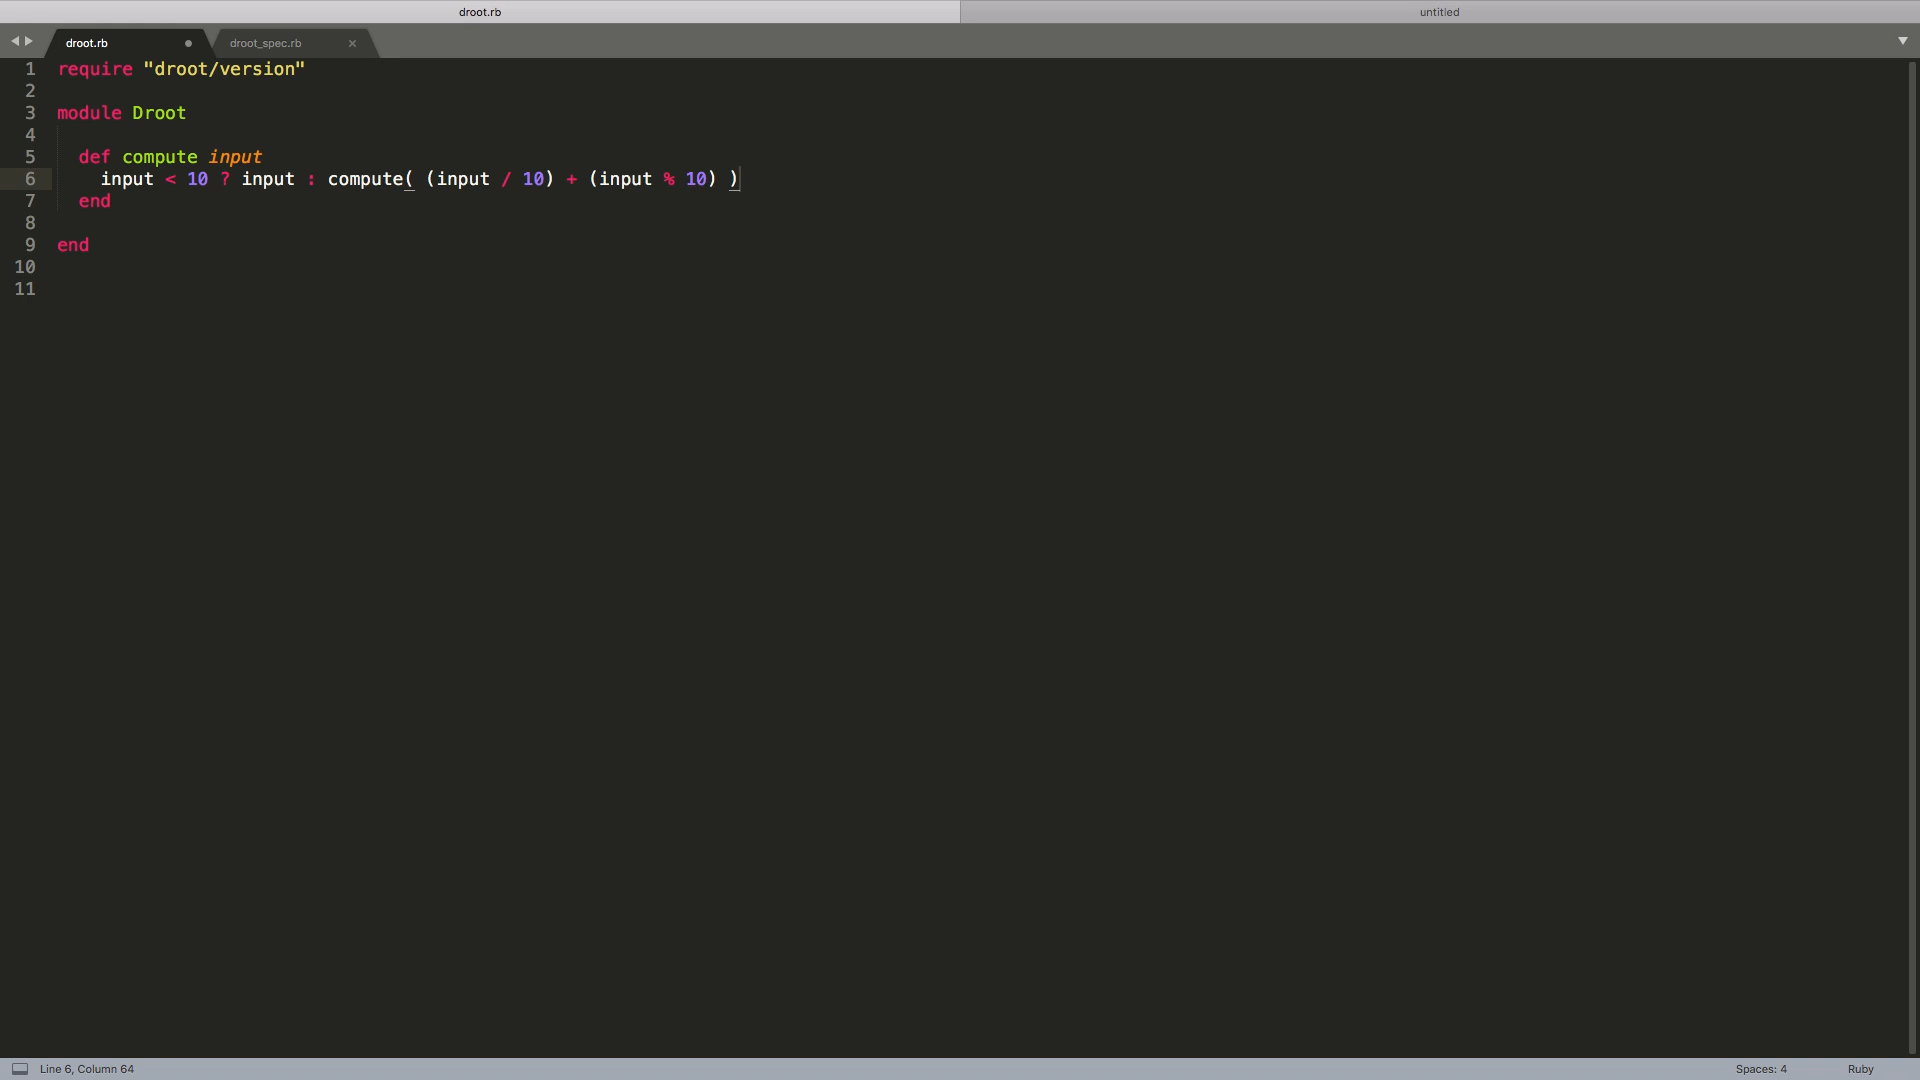 droot.rb untitled
droot.rb droot_spec.rb
1 require "droot/version"
2
3 module Droot
4
5 def compute input
6 input < 10 ? input : compute( (input / 10) + (input % 10) )
7 end
8
9 end
10
11
Line 6, Column 64 Spaces: 4 Ruby